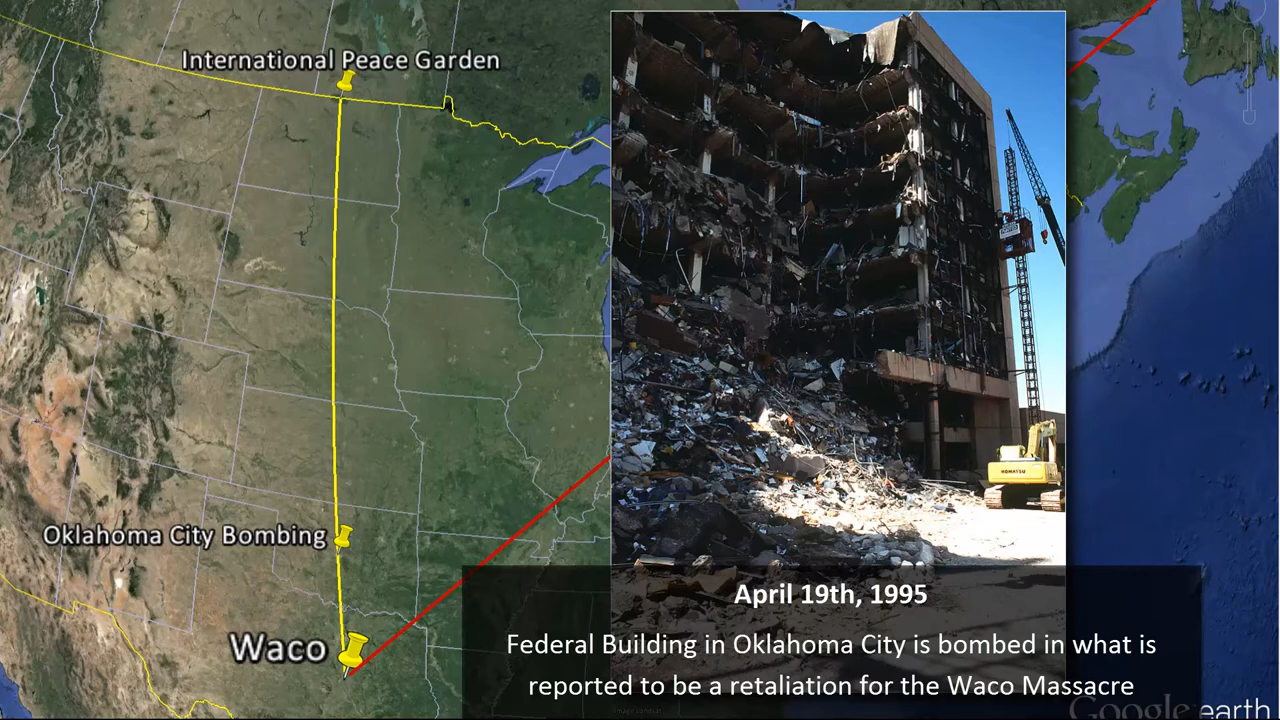 International Peace Garden
Oklahoma City Bombing
Waco
KOMATSU
April 19th, 1995
Federal Building in Oklahoma City is bombed in what is
reported to be a retaliation for the Waco Massacre
Google earth